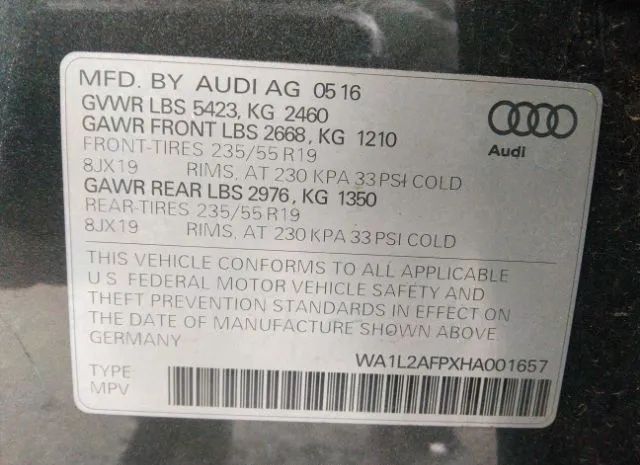 MFD. BY AUDI AG 05 16
GVWR LBS 5423, KG 2460
GAWR FRONT LBS 2668, KG 1210
FRONT-TIRES 235/55 R19
8JX19 RIMS, AT 230 KPA 33 PSI COLD
GAWR REAR LBS 2976, KG 1350
REAR-TIRES 235/55 R19
8JX19 RIMS, AT 230 KPA 33 PSI COLD
Audi
THIS VEHICLE CONFORMS TO ALL APPLICABLE
U S FEDERAL MOTOR VEHICLE SAFETY AND
THEFT PREVENTION STANDARDS IN EFFECT ON
THE DATE OF MANUFACTURE SHOWN ABOVE.
GERMANY
WA1L2AFPXHA001657
TYPE
MPV